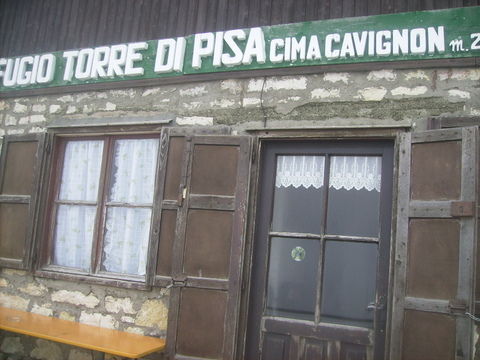 FUGIO TORRE DI PISA CIMA CAVIGNON m. 2